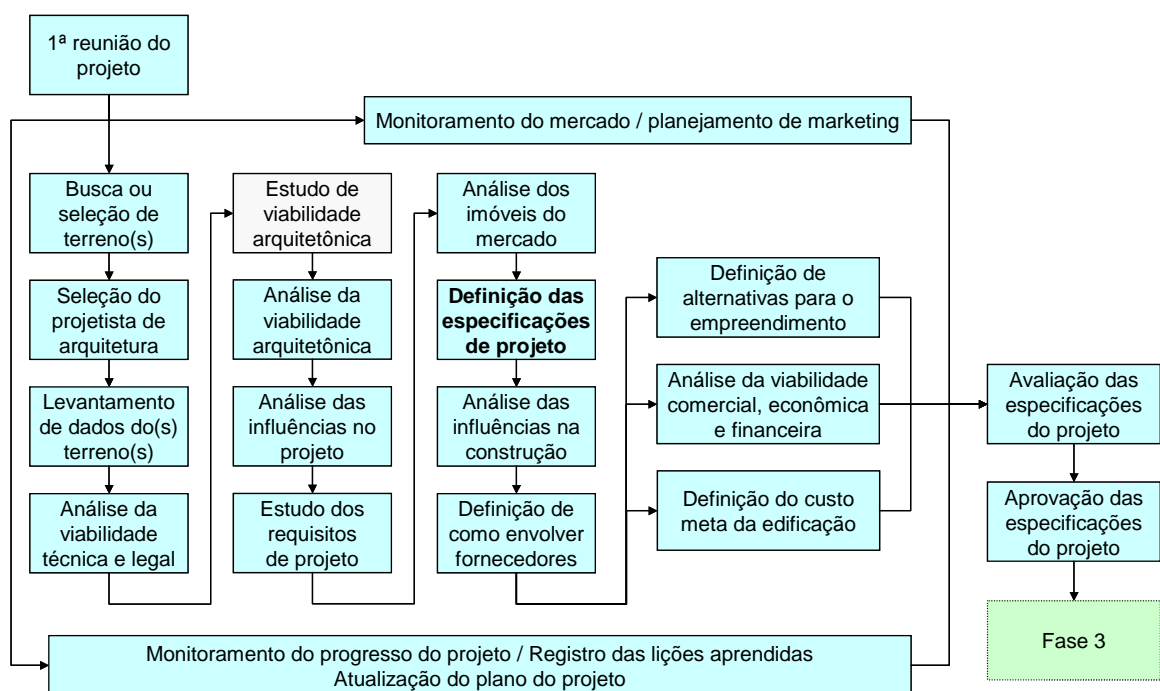 1ª reunião do
projeto
Monitoramento do mercado / planejamento de marketing
Busca ou
seleção de
terreno(s)
Seleção do
projetista de
arquitetura
Levantamento
de dados do(s)
terreno(s)
Análise da
viabilidade
técnica e legal
Estudo de
viabilidade
arquitetônica
Análise da
viabilidade
arquitetônica
Análise das
influências no
projeto
Estudo dos
requisitos
de projeto
Análise dos
imóveis do
mercado
Definição das
especificações
de projeto
Análise das
influências na
construção
Definição de
como envolver
fornecedores
Definição de
alternativas para o
empreendimento
Análise da viabilidade
comercial, econômica
e financeira
Definição do custo
meta da edificação
Avaliação das
especificações
do projeto
Aprovação das
especificações
do projeto
Fase 3
Monitoramento do progresso do projeto / Registro das lições aprendidas
Atualização do plano do projeto